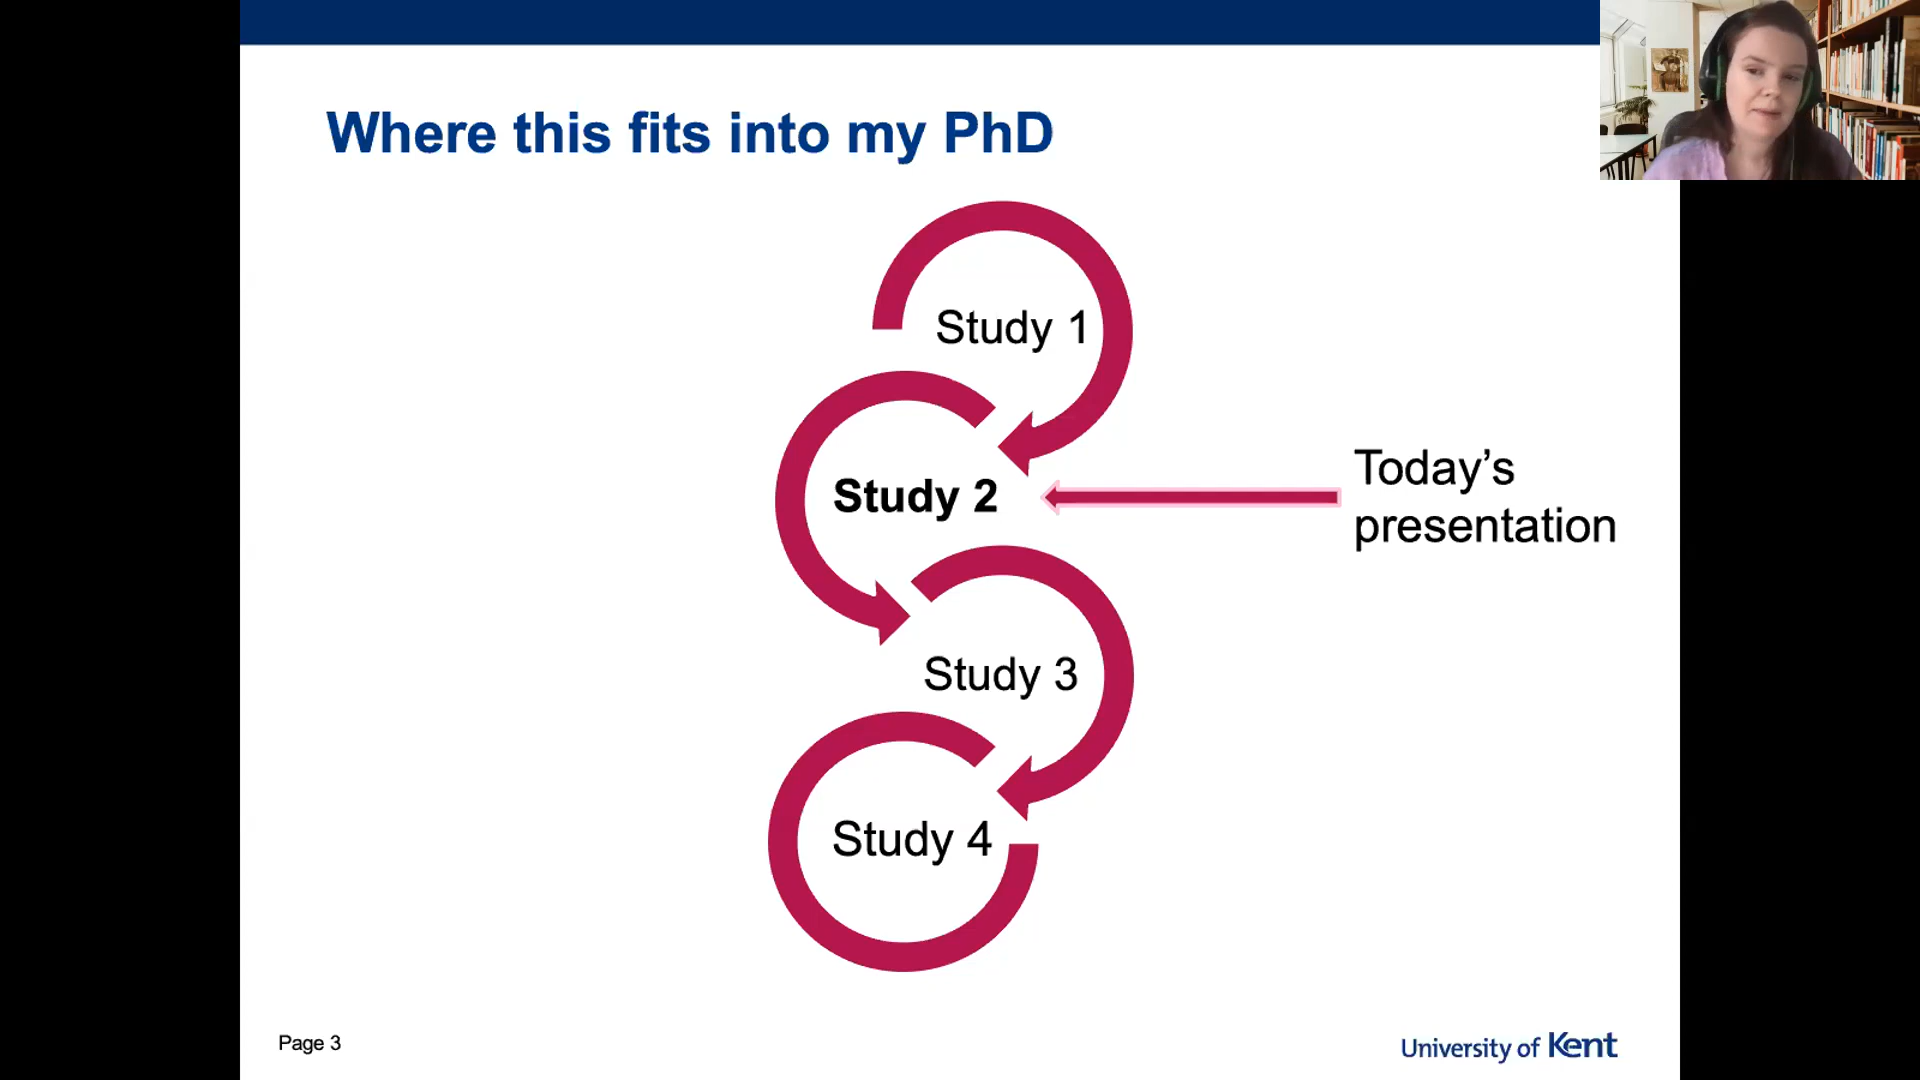 Where this fits into my PhD
Study 1
Study 2
Today’s
presentation
Study 3
Study 4
Page 3
University of Kent